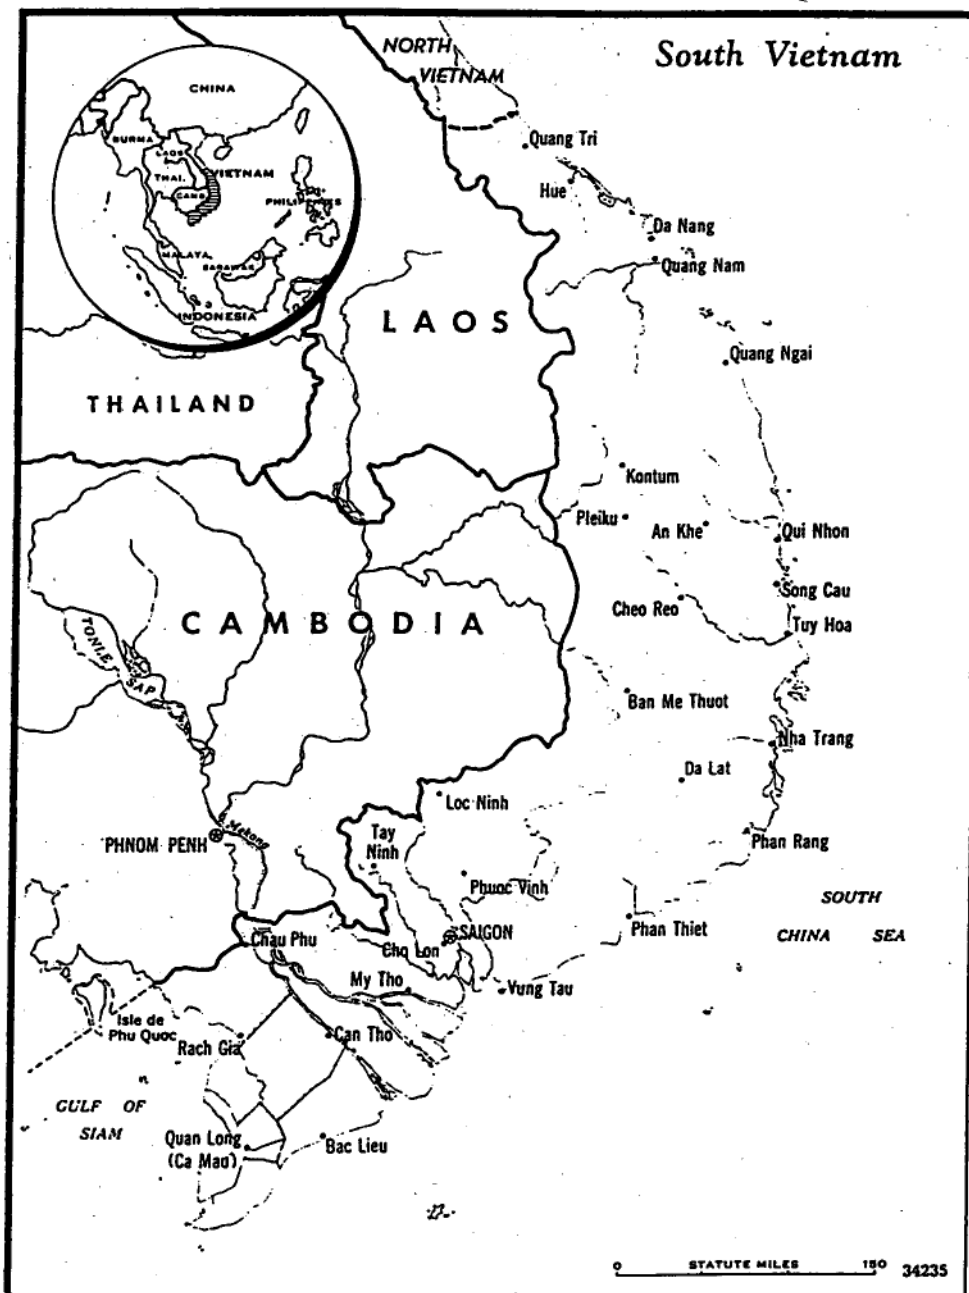 South Vietnam
NORTH
VIETNAM
CHINA
BURMA
LAOS
THAI.
VIETNAM
CAMB.
PHILIPPINES
MALAYA
SARAWAK
INDONESIA
Quang Tri
Hue
Da Nang
Quang Nam
LAOS
Quang Ngai
THAILAND
Kontum
Pleiku
An Khe
Qui Nhon
Song Cau
Cheo Reo
Tuy Hoa
CAMBODIA
TONLE
SAP
Ban Me Thuot
Nha Trang
Da Lat
Loc Ninh
Mekong
PHNOM PENH
Tay
Ninh
Phan Rang
Phuoc Vinh
SOUTH
CHINA SEA
Phan Thiet
SAIGON
Chau Phu
Cho Lon
My Tho
Vung Tau
Isle de
Phu Quoc
Rach Gia
Can Tho
GULF OF
SIAM
Quan Long
(Ca Mau)
Bac Lieu
0 STATUTE MILES 150
34235